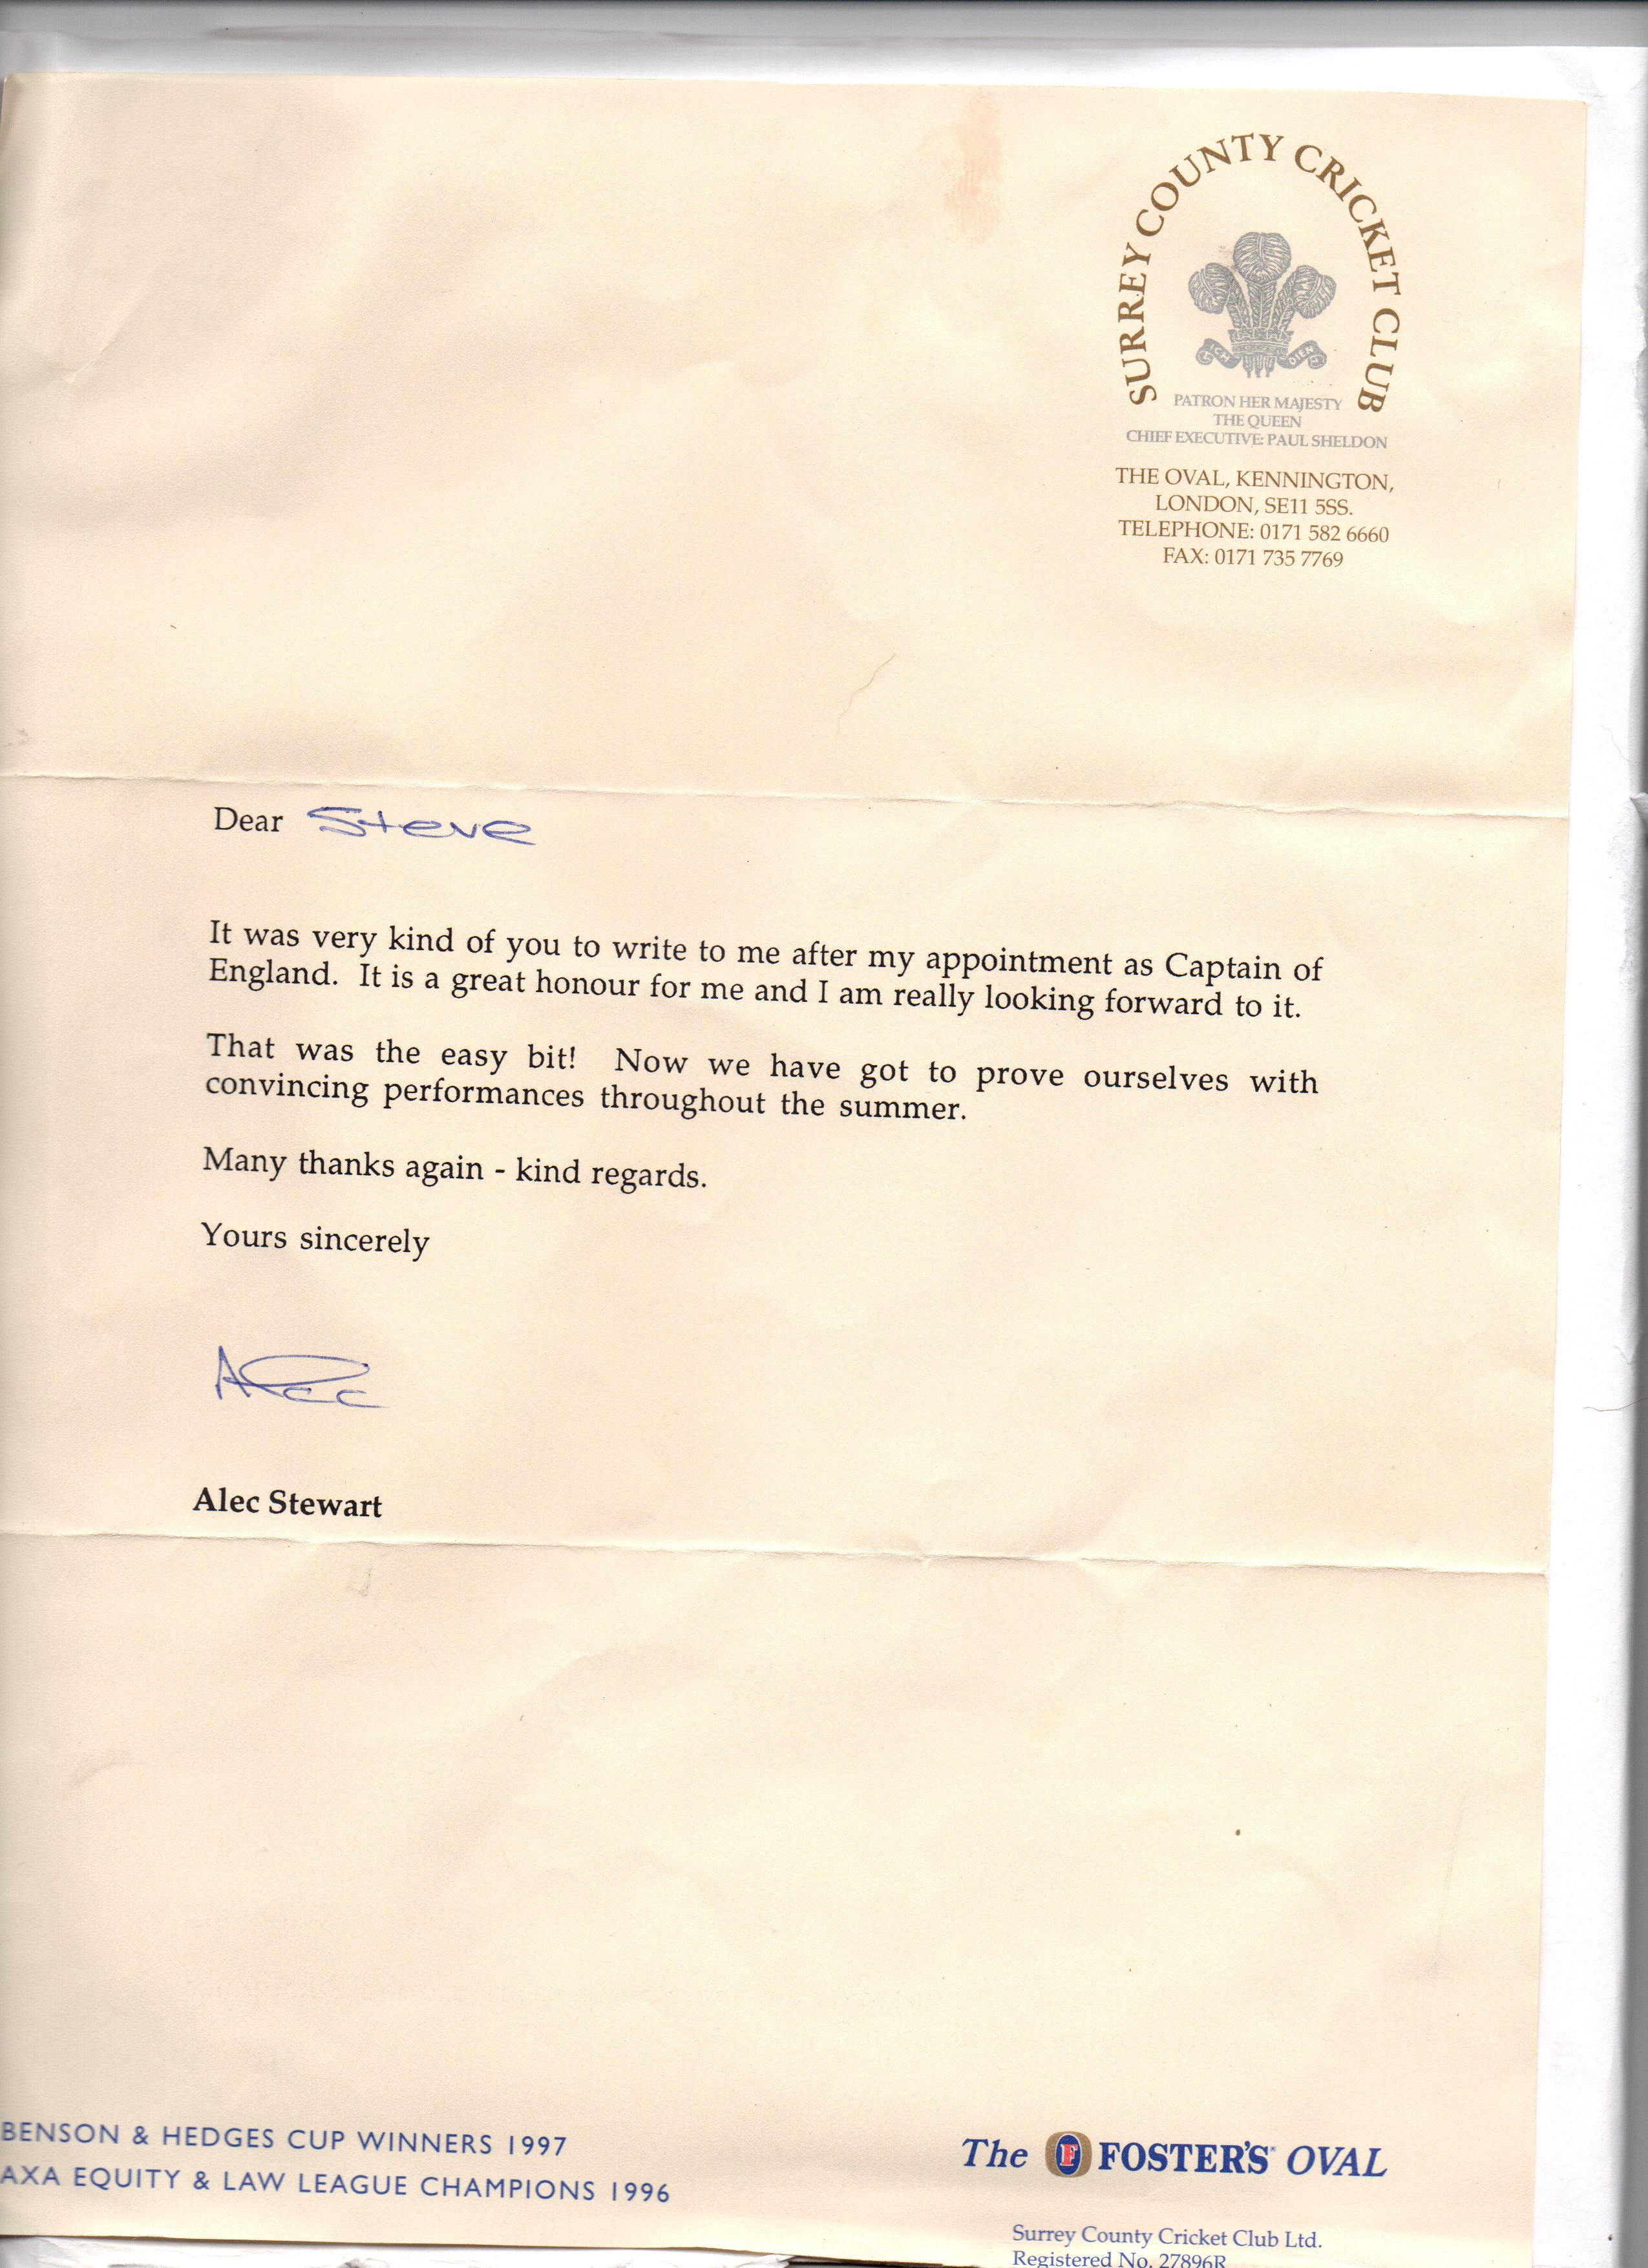 SURREY COUNTY CRICKET CLUB
ICH DIEN
PATRON HER MAJESTY
THE QUEEN
CHIEF EXECUTIVE: PAUL SHELDON
THE OVAL, KENNINGTON,
LONDON, SE11 5SS.
TELEPHONE: 0171 582 6660
FAX: 0171 735 7769
Dear Steve
It was very kind of you to write to me after my appointment as Captain of
England. It is a great honour for me and I am really looking forward to it.
That was the easy bit! Now we have got to prove ourselves with
convincing performances throughout the summer.
Many thanks again - kind regards.
Yours sincerely
Alec
Alec Stewart
BENSON & HEDGES CUP WINNERS 1997
AXA EQUITY & LAW LEAGUE CHAMPIONS 1996
The F FOSTER'S OVAL
Surrey County Cricket Club Ltd.
Registered No. 27896R